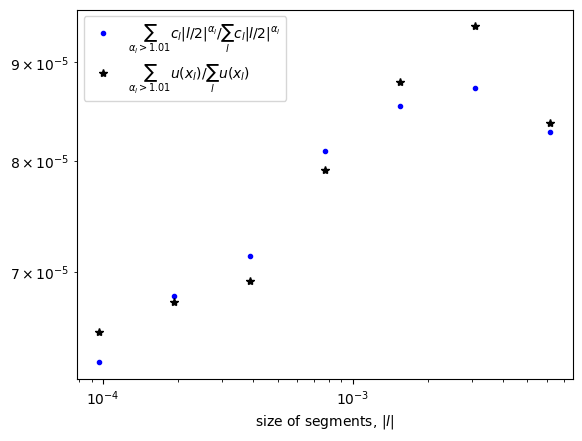 ∑_{α_l>1.01} c_l|l/2|^{α_l}/∑_l c_l|l/2|^{α_l}
∑_{α_l>1.01} u(x_l)/∑_l u(x_l)
9 × 10⁻⁵
8 × 10⁻⁵
7 × 10⁻⁵
10⁻⁴ 10⁻³
size of segments, |l|